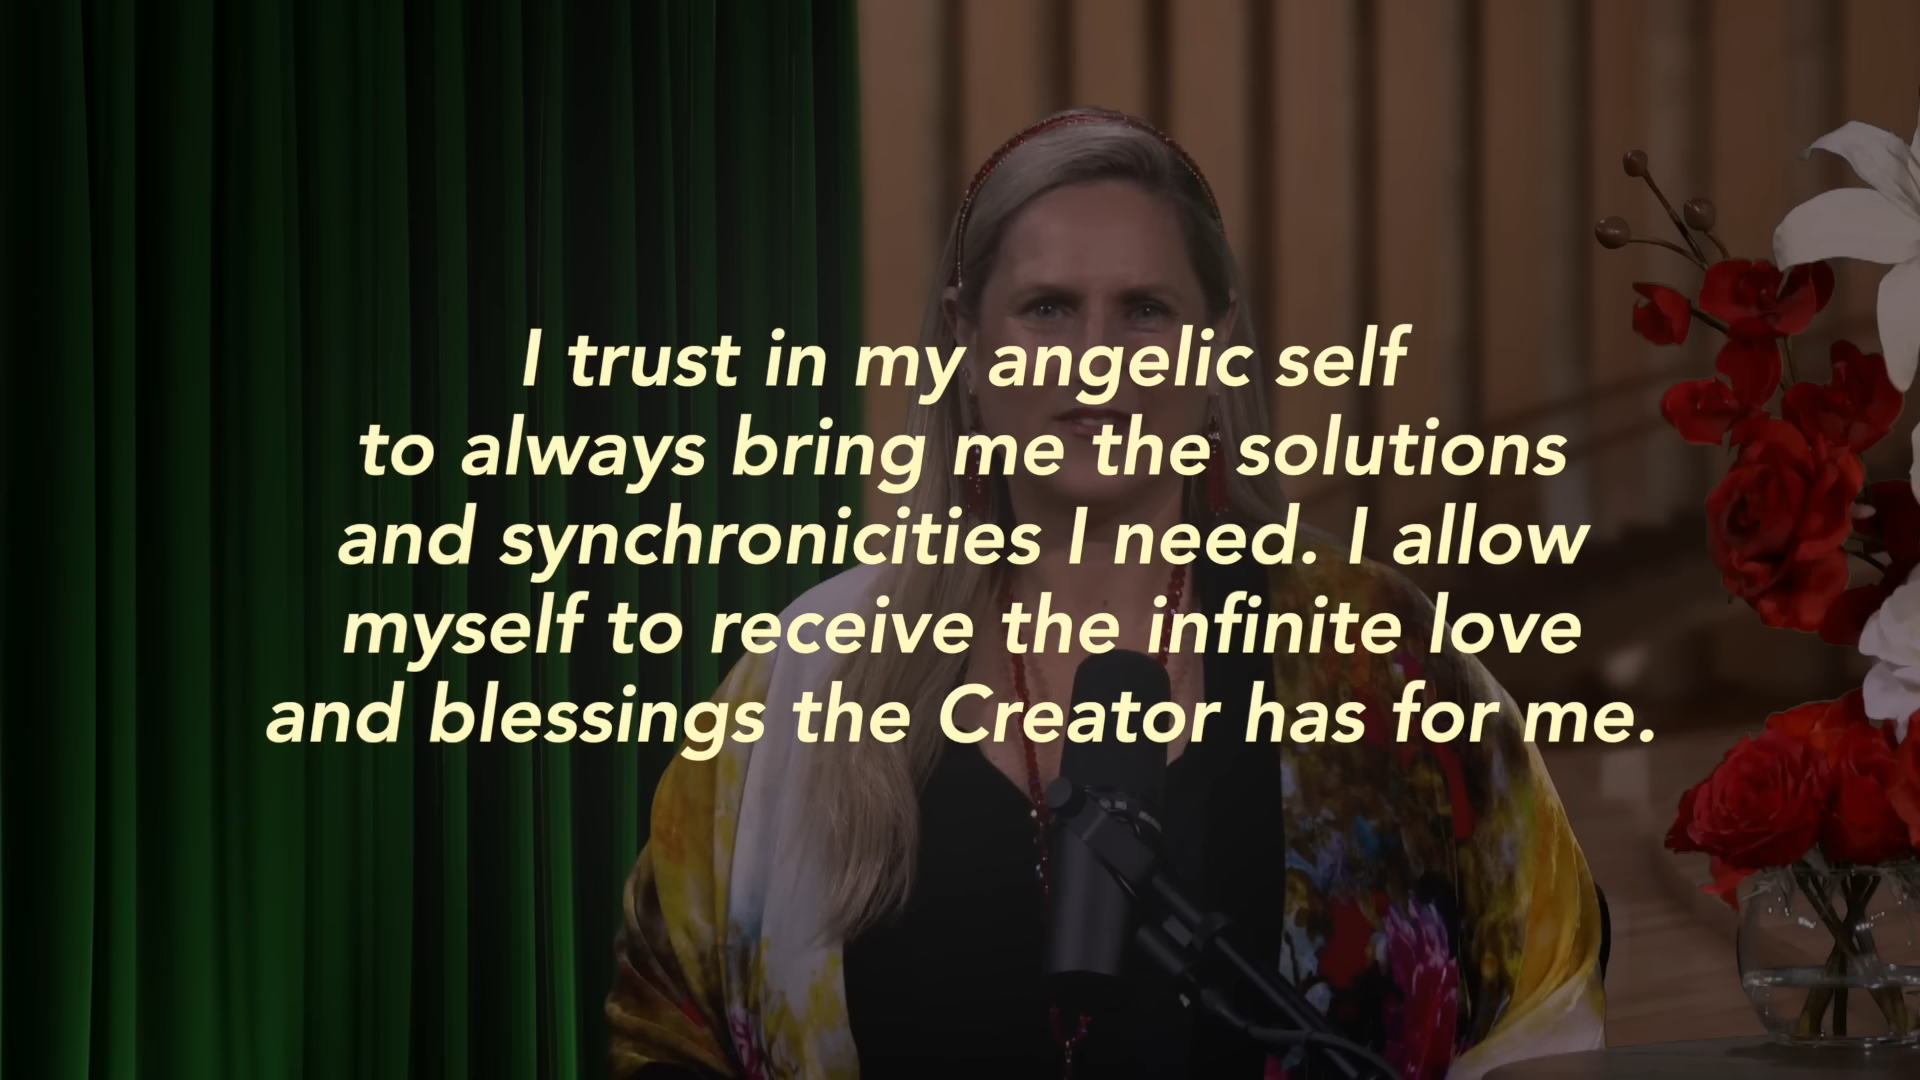 I trust in my angelic self
to always bring me the solutions
and synchronicities I need. I allow
myself to receive the infinite love
and blessings the Creator has for me.